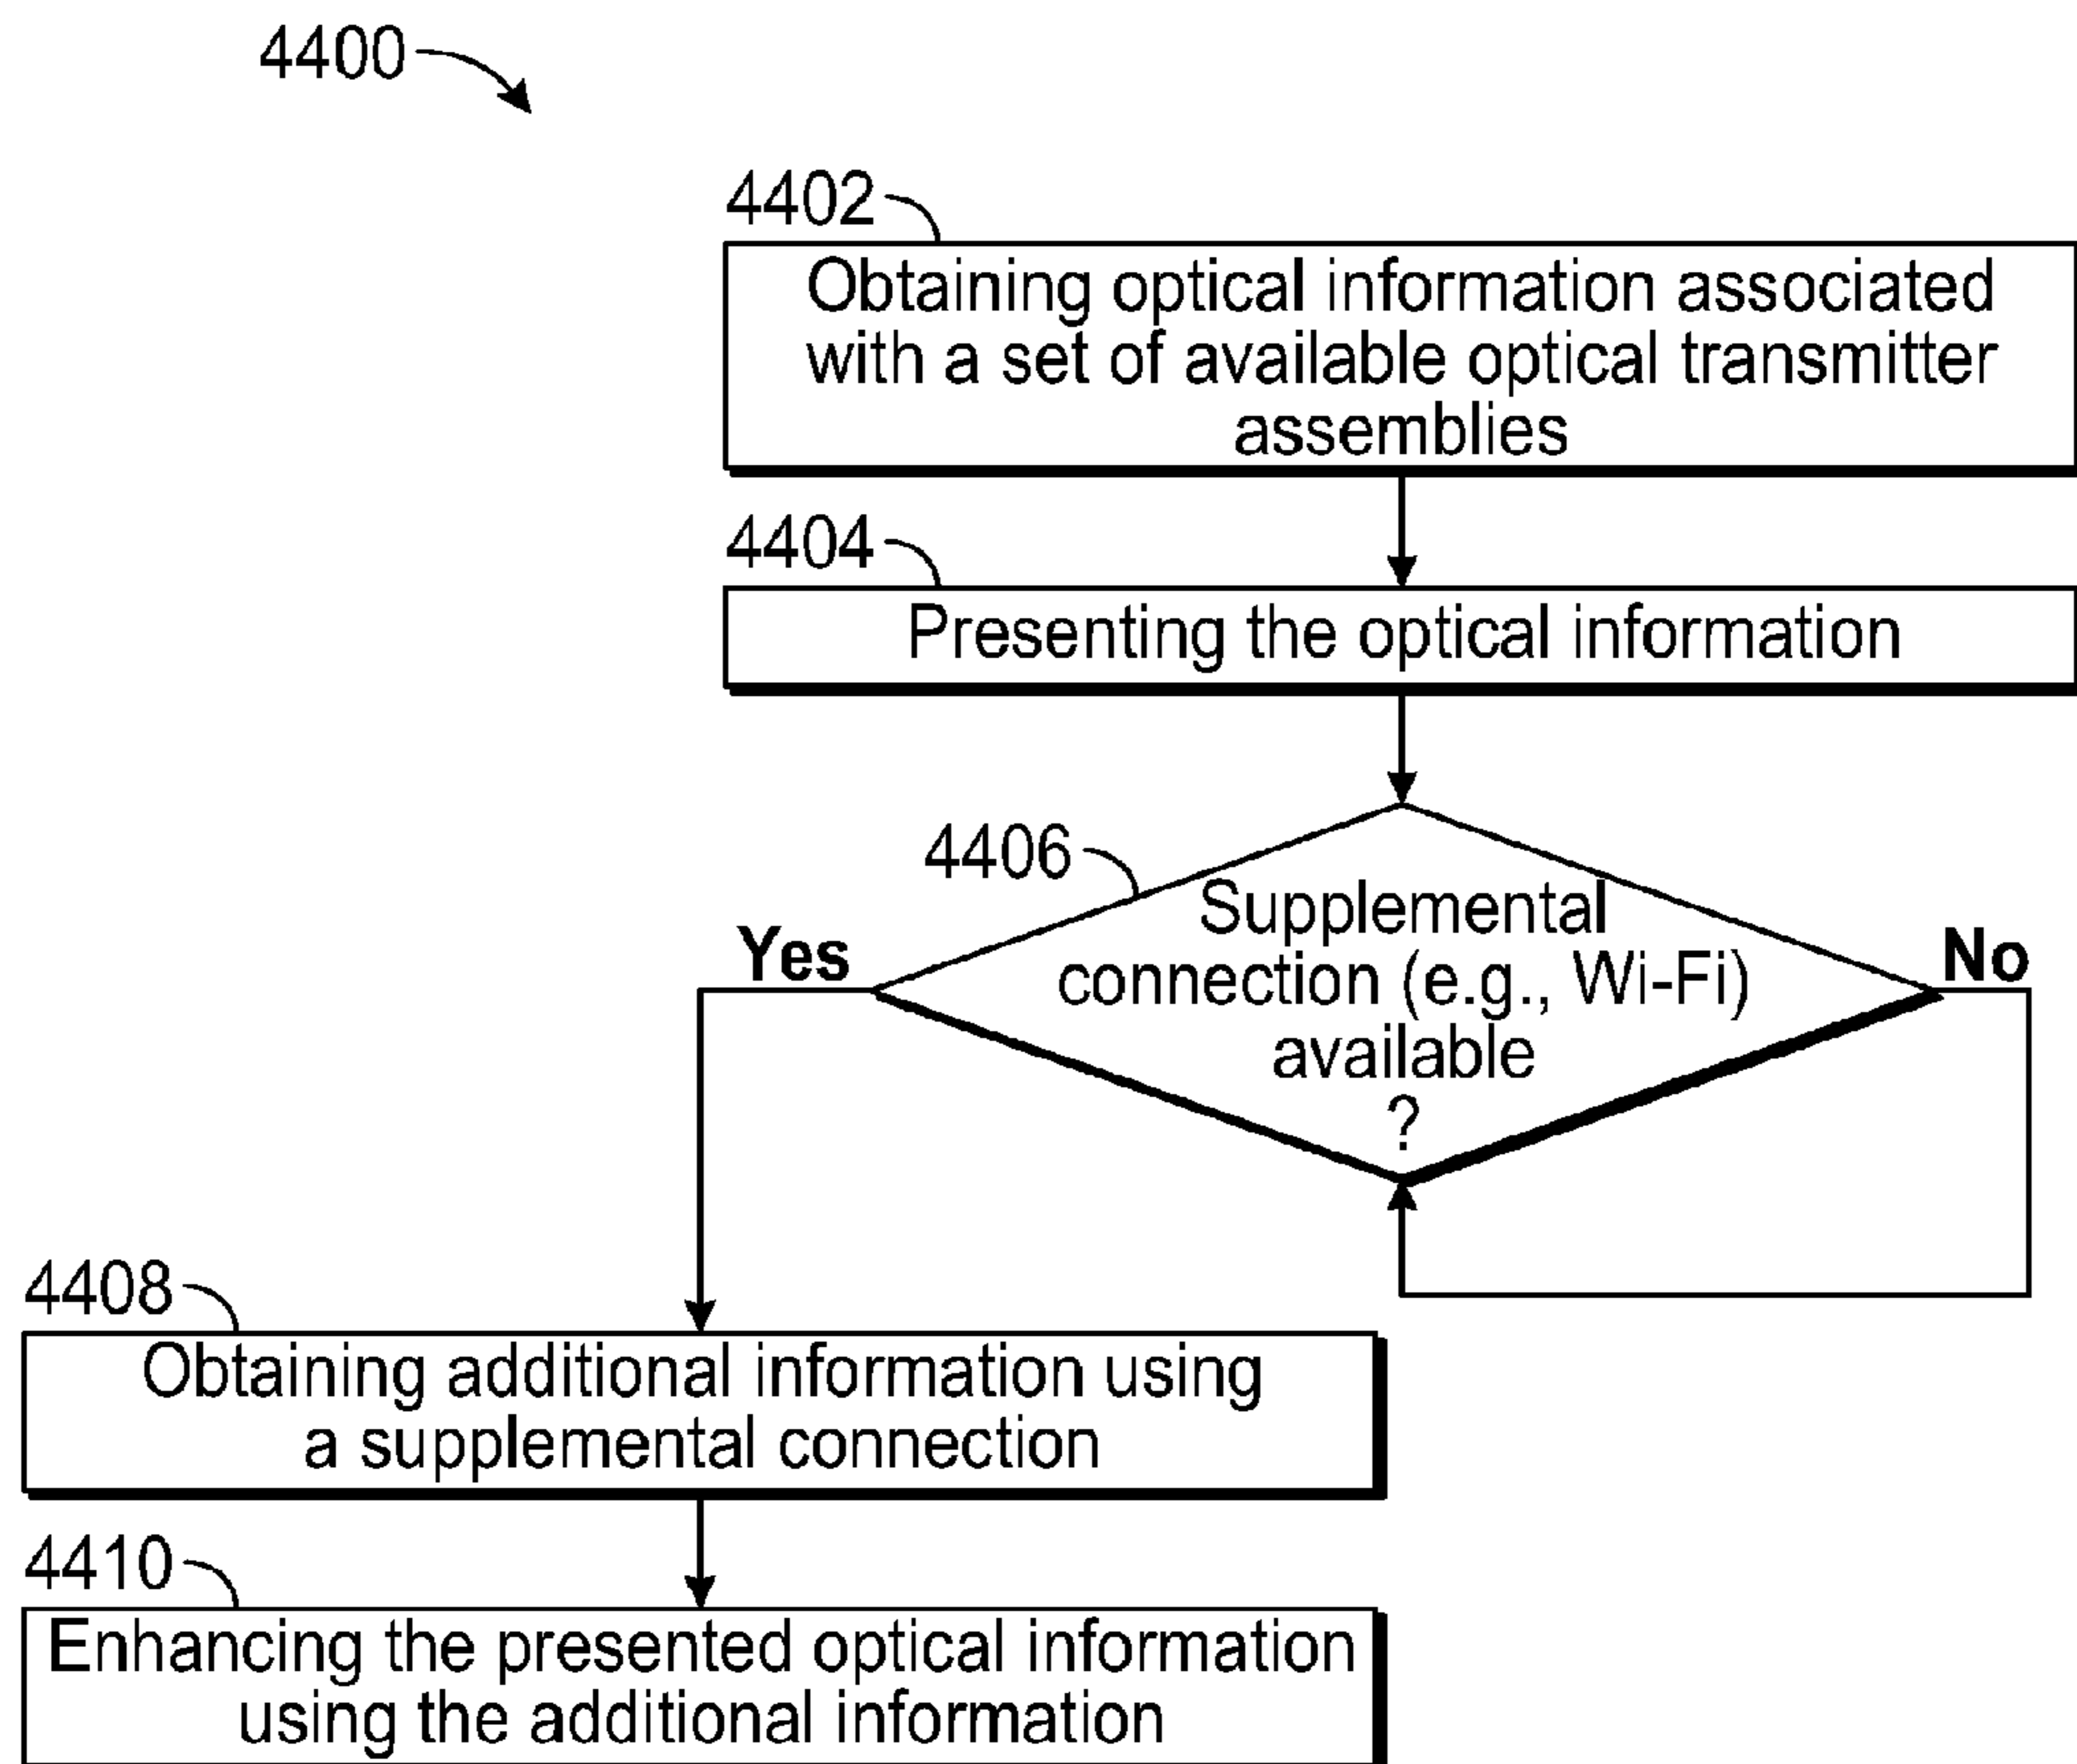 4400
4402
Obtaining optical information associated
with a set of available optical transmitter
assemblies
4404
Presenting the optical information
4406
Supplemental
connection (e.g., Wi-Fi)
available
?
Yes
No
4408
Obtaining additional information using
a supplemental connection
4410
Enhancing the presented optical information
using the additional information